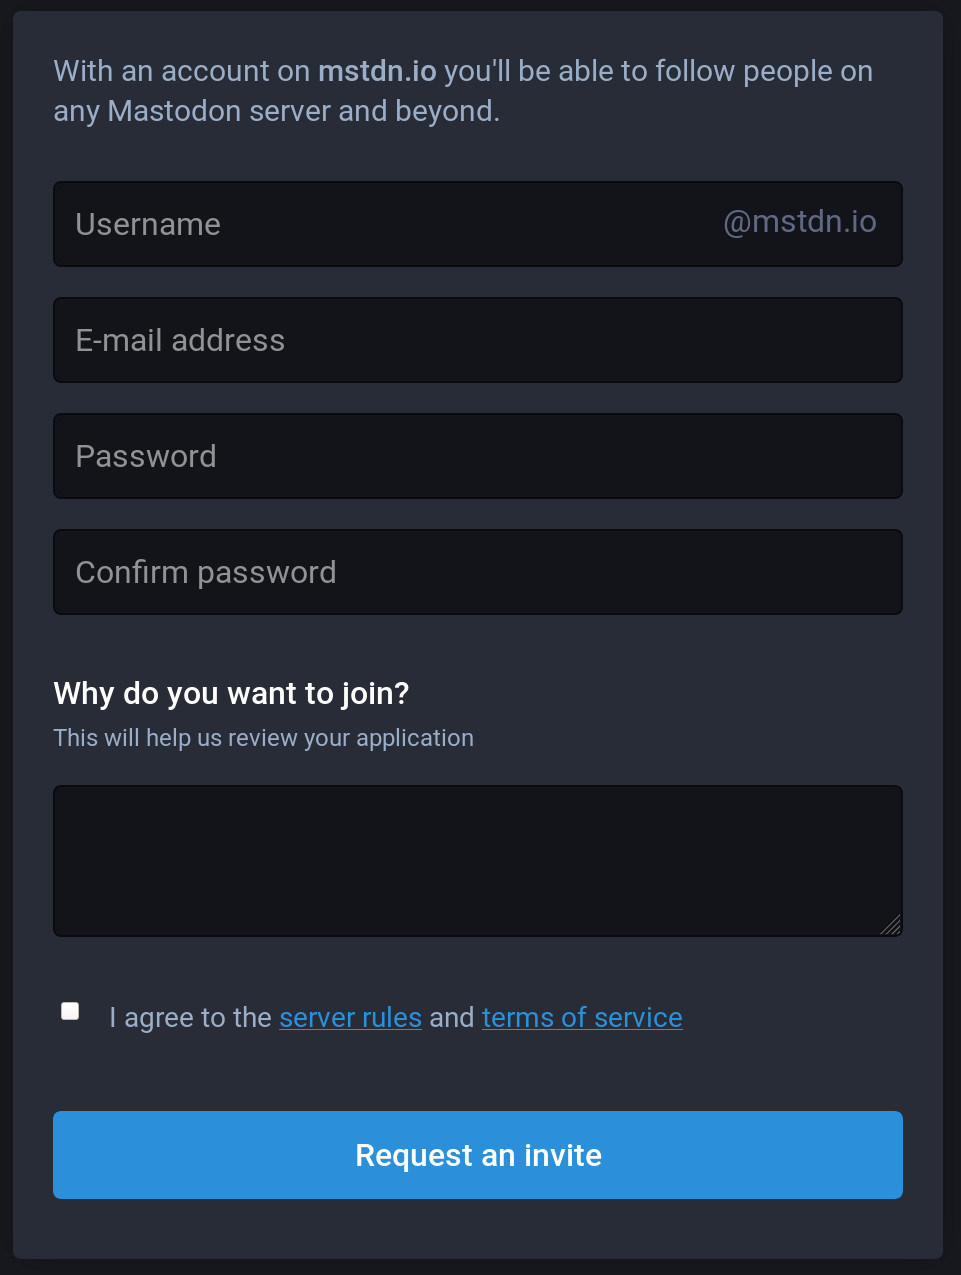 With an account on mstdn.io you'll be able to follow people on
any Mastodon server and beyond.
Username @mstdn.io
E-mail address
Password
Confirm password
Why do you want to join?
This will help us review your application
I agree to the server rules and terms of service
Request an invite